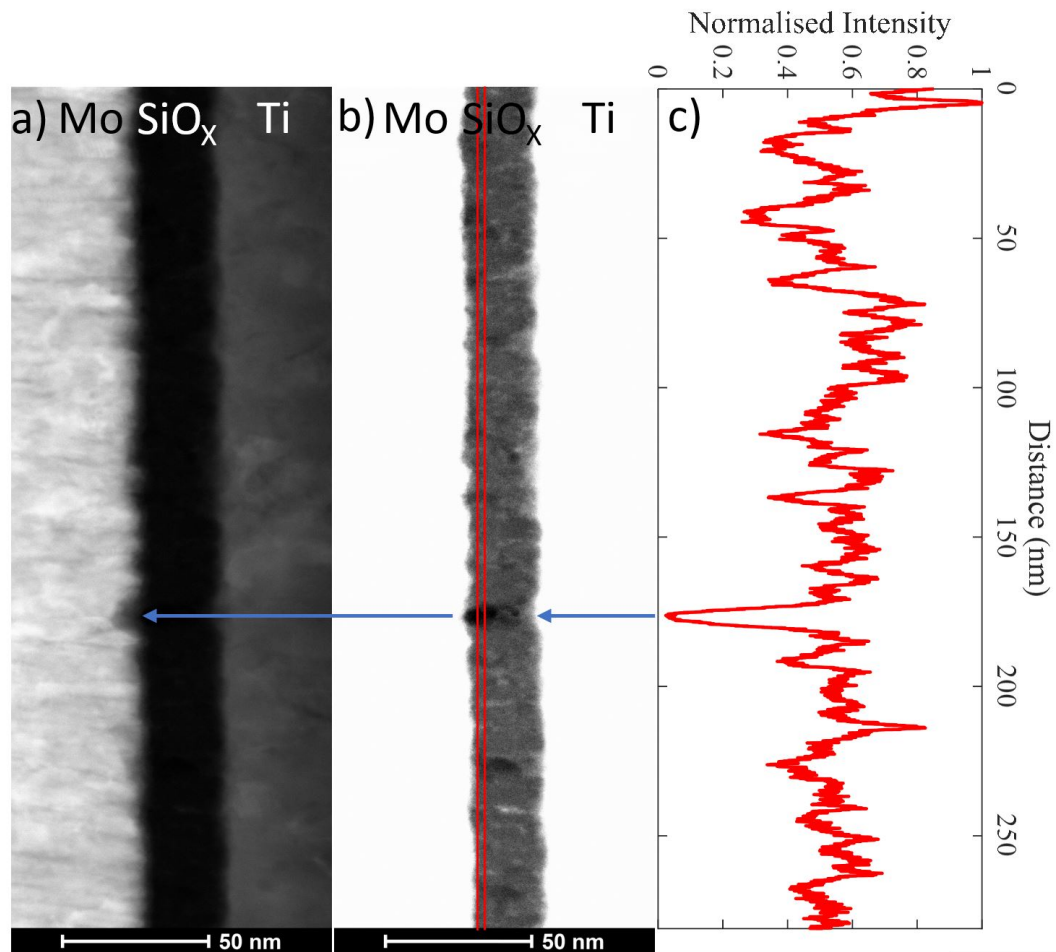 Normalised Intensity
0 0.2 0.4 0.6 0.8 1
a) Mo SiOX Ti
b) Mo SiOX Ti
c)
0
50
100
150
200
250
Distance (nm)
50 nm
50 nm